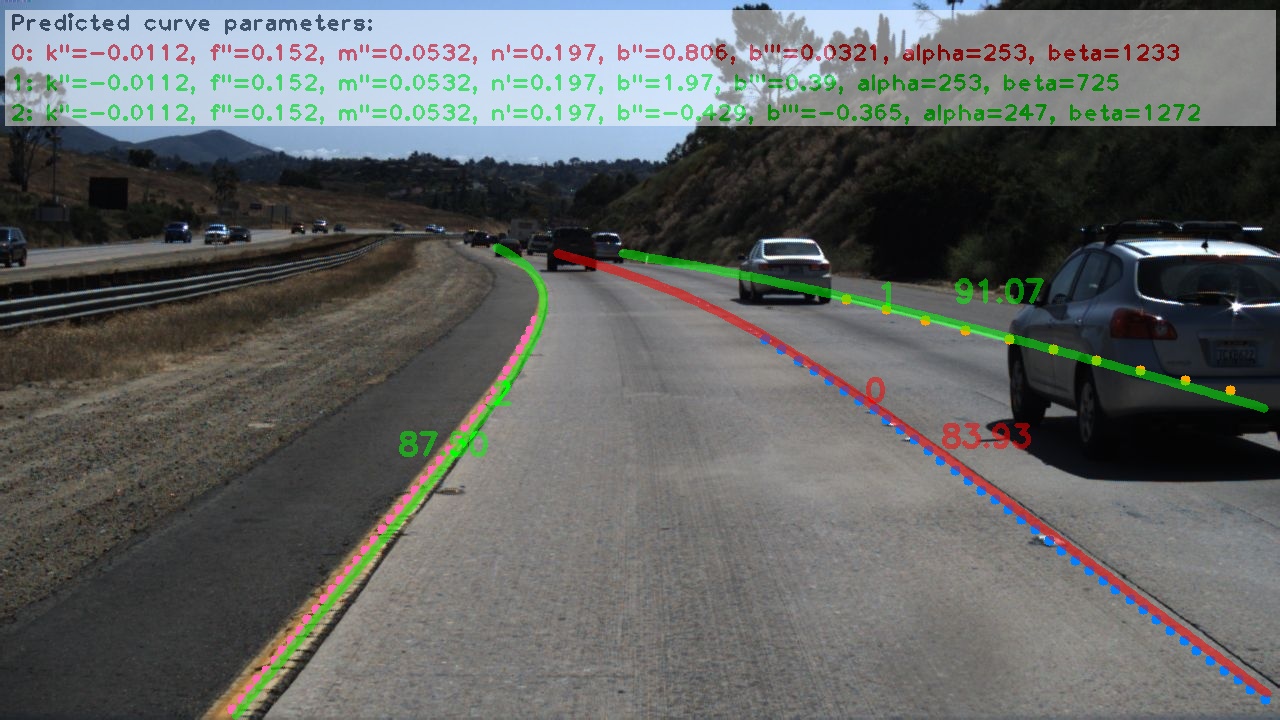 Predicted curve parameters:
0: k''=-0.0112, f''=0.152, m''=0.0532, n'=0.197, b''=0.806, b'''=0.0321, alpha=253, beta=1233
1: k''=-0.0112, f''=0.152, m''=0.0532, n'=0.197, b''=1.97, b'''=0.39, alpha=253, beta=725
2: k''=-0.0112, f''=0.152, m''=0.0532, n'=0.197, b''=-0.429, b'''=-0.365, alpha=247, beta=1272
1 91.07
0
2
83.93
87.30